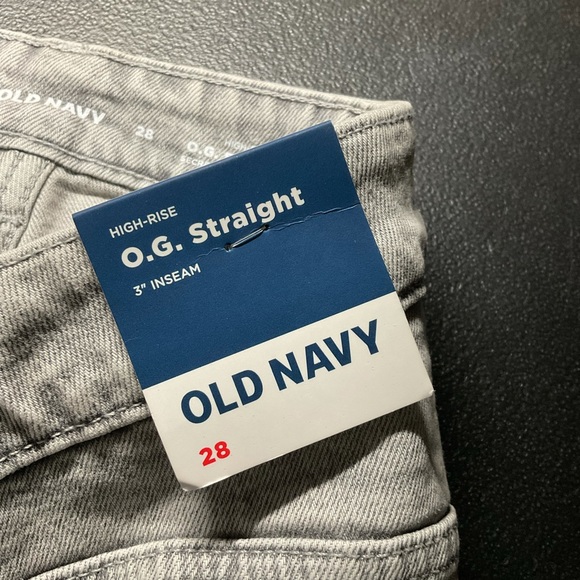 OLD NAVY 28 O.G.
HIGH-RISE
O.G. Straight
3" INSEAM
OLD NAVY
28